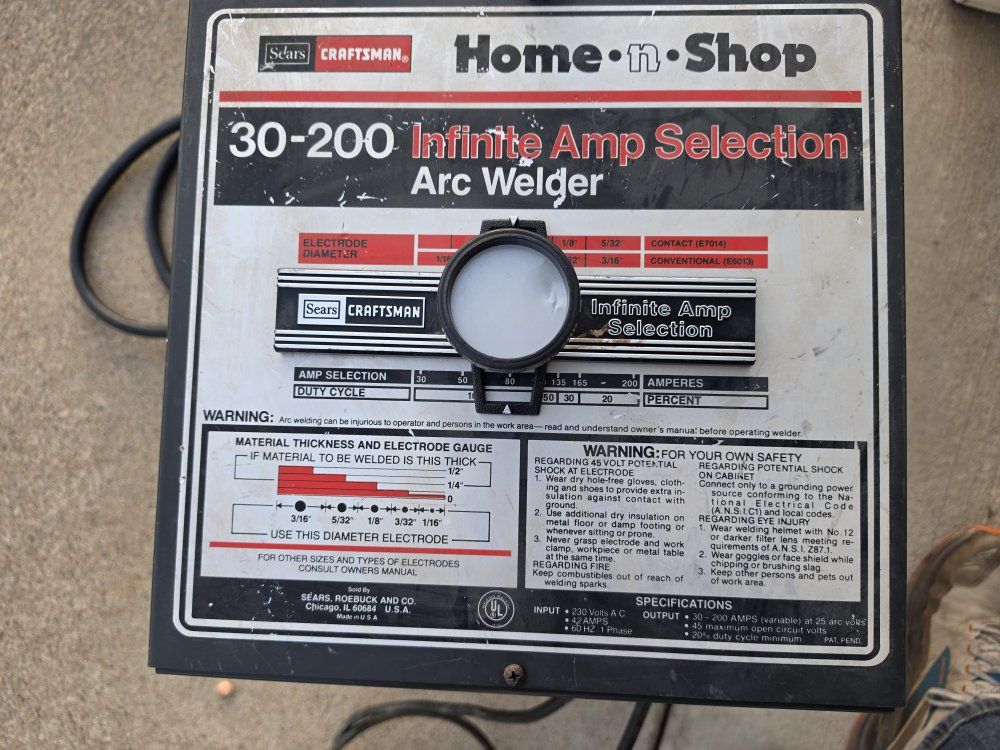 Sears CRAFTSMAN® Home·n·Shop
30-200 Infinite Amp Selection
Arc Welder
ELECTRODE DIAMETER
1/8" 5/32" CONTACT (E7014)
3/16" CONVENTIONAL (E6013)
Sears CRAFTSMAN
Infinite Amp
Selection
AMP SELECTION 30 50 80 135 165 - 200 AMPERES
DUTY CYCLE 50 30 20 PERCENT
WARNING: Arc welding can be injurious to operator and persons in the work area—read and understand owner's manual before operating welder.
MATERIAL THICKNESS AND ELECTRODE GAUGE
IF MATERIAL TO BE WELDED IS THIS THICK
1/2"
1/4"
0
3/16" 5/32" 1/8" 3/32" 1/16"
USE THIS DIAMETER ELECTRODE
FOR OTHER SIZES AND TYPES OF ELECTRODES
CONSULT OWNERS MANUAL
WARNING: FOR YOUR OWN SAFETY
REGARDING 45 VOLT POTENTIAL
SHOCK AT ELECTRODE
1. Wear dry hole-free gloves, cloth-
ing and shoes to provide extra in-
sulation against contact with
ground.
2. Use additional dry insulation on
metal floor or damp footing or
whenever sitting or prone.
3. Never grasp electrode and work
clamp, workpiece or metal table
at the same time.
REGARDING FIRE
Keep combustibles out of reach of
welding sparks.
REGARDING POTENTIAL SHOCK
ON CABINET
Connect only to a grounding power
source conforming to the Na-
tional Electrical Code
(A.N.S.I.C1) and local codes.
REGARDING EYE INJURY
1. Wear welding helmet with No. 12
or darker filter lens meeting re-
quirements of A.N.S.I. Z87.1.
2. Wear goggles or face shield while
chipping or brushing slag.
3. Keep other persons and pets out
of work area.
Sold By
SEARS, ROEBUCK AND CO.
Chicago, IL 60684 U.S.A.
Made in U S A
UL
SPECIFICATIONS
INPUT • 230 Volts A C
• 42 AMPS
• 60 HZ 1 Phase
OUTPUT • 30 - 200 AMPS (variable) at 25 arc volts
• 45 maximum open circuit volts
• 20% duty cycle minimum
PAT. PEND.